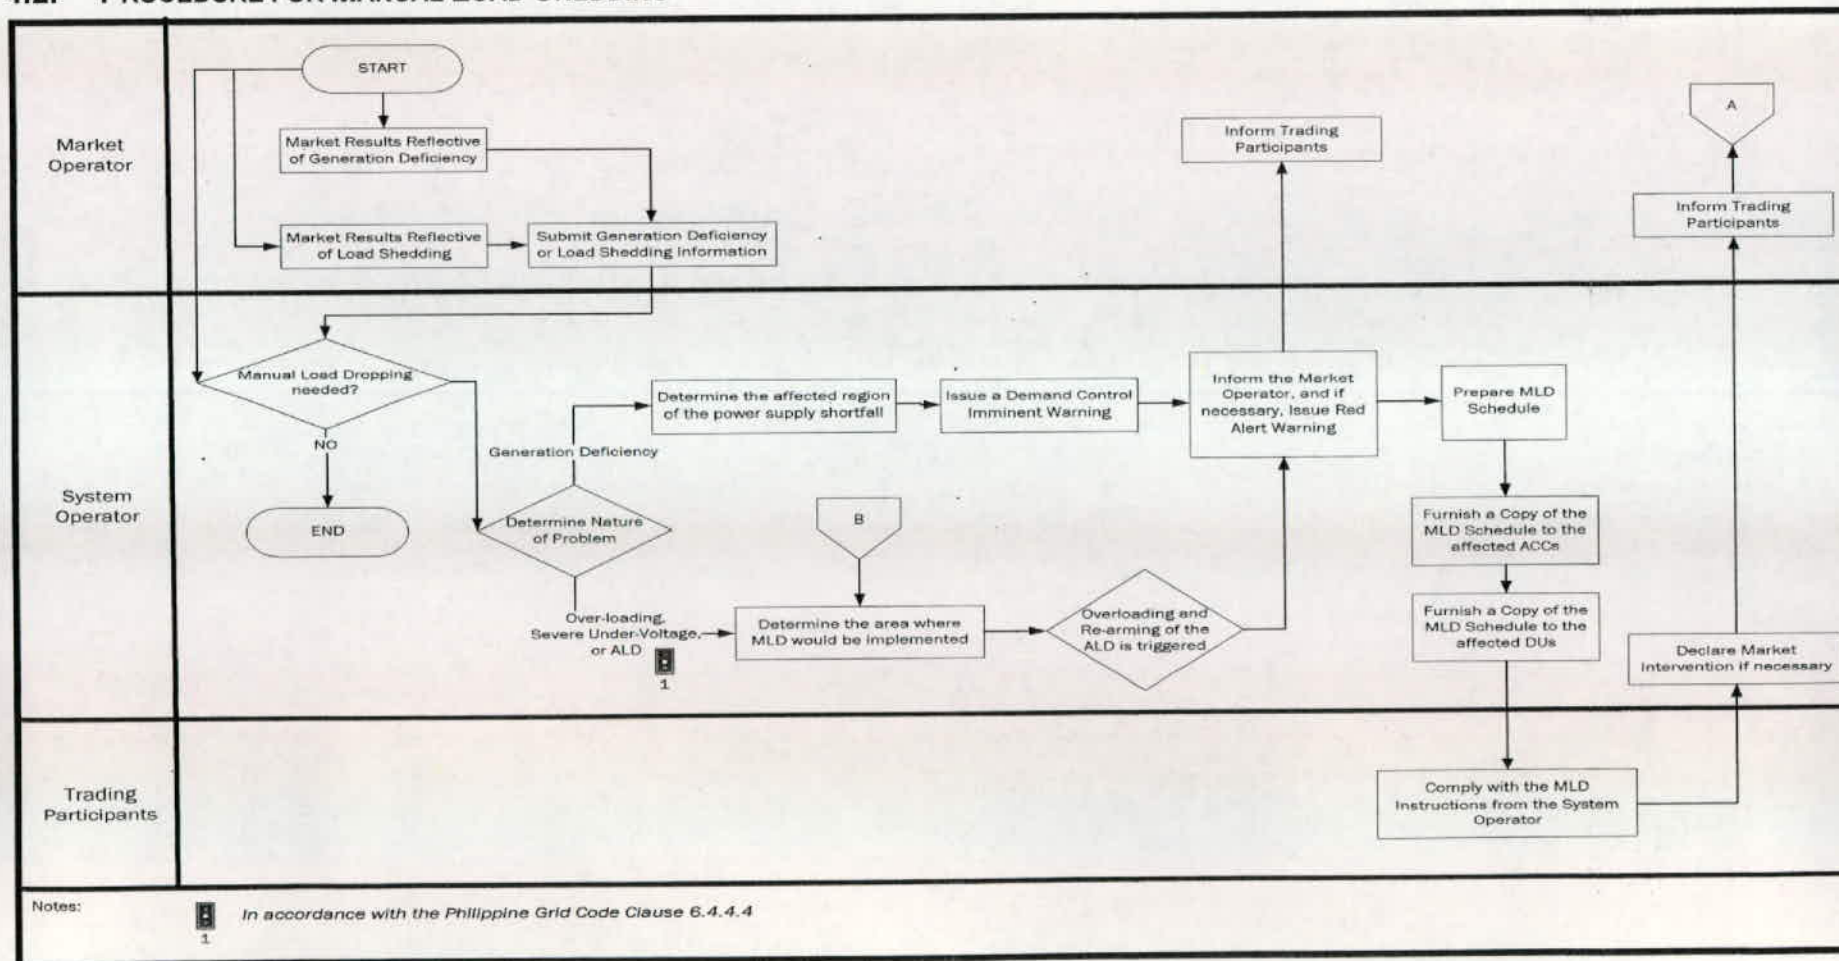 Market
Operator
START
Market Results Reflective
of Generation Deficiency
Market Results Reflective
of Load Shedding
Submit Generation Deficiency
or Load Shedding Information
Inform Trading
Participants
A
Inform Trading
Participants
System
Operator
Manual Load Dropping
needed?
NO
END
Determine the affected region
of the power supply shortfall
Issue a Demand Control
Imminent Warning
Inform the Market
Operator, and if
necessary, Issue Red
Alert Warning
Prepare MLD
Schedule
Generation Deficiency
Determine Nature
of Problem
B
Over-loading,
Severe Under-Voltage,
or ALD
1
Determine the area where
MLD would be implemented
Overloading and
Re-arming of the
ALD is triggered
Furnish a Copy of the
MLD Schedule to the
affected ACCs
Furnish a Copy of the
MLD Schedule to the
affected DUs
Declare Market
Intervention if necessary
Trading
Participants
Comply with the MLD
Instructions from the System
Operator
Notes:
1
In accordance with the Philippine Grid Code Clause 6.4.4.4